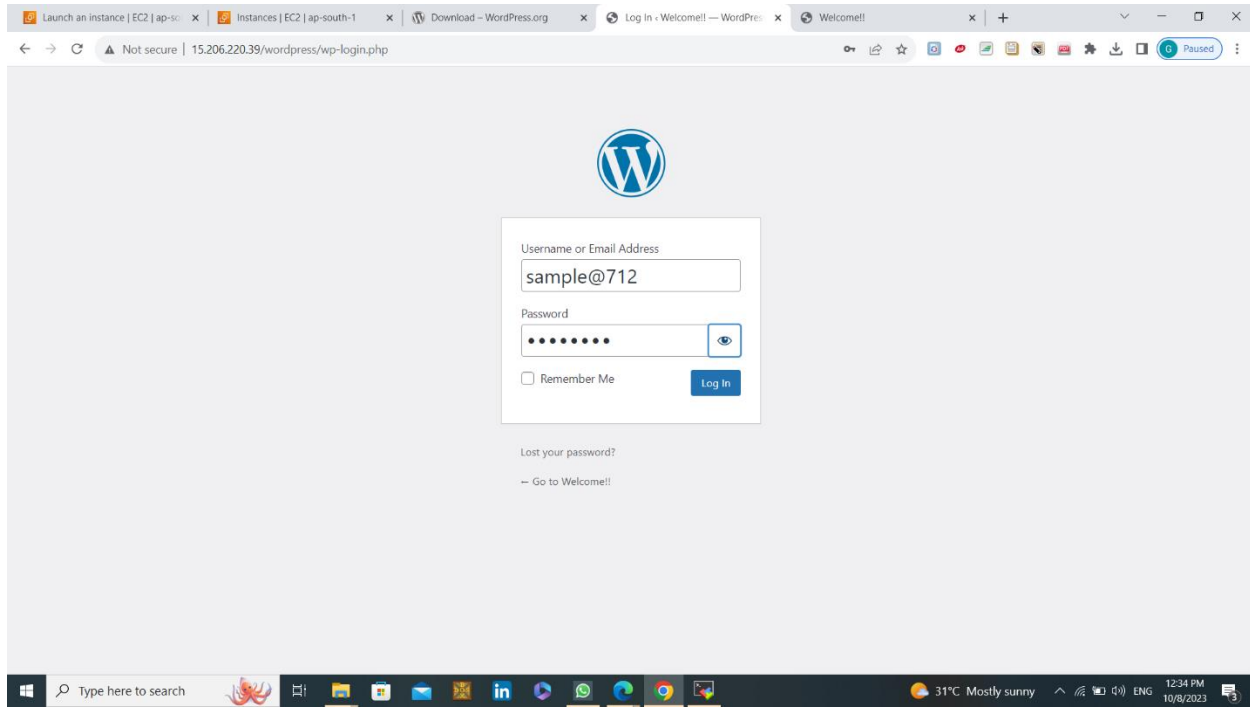 Launch an instance | EC2 | ap-so
Instances | EC2 | ap-south-1
Download – WordPress.org
Log In ‹ Welcome!! — WordPres
Welcome!!
Not secure | 15.206.220.39/wordpress/wp-login.php
G Paused
Username or Email Address
sample@712
Password
Remember Me
Log In
Lost your password?
← Go to Welcome!!
Type here to search
31°C Mostly sunny
ENG
12:34 PM
10/8/2023
3